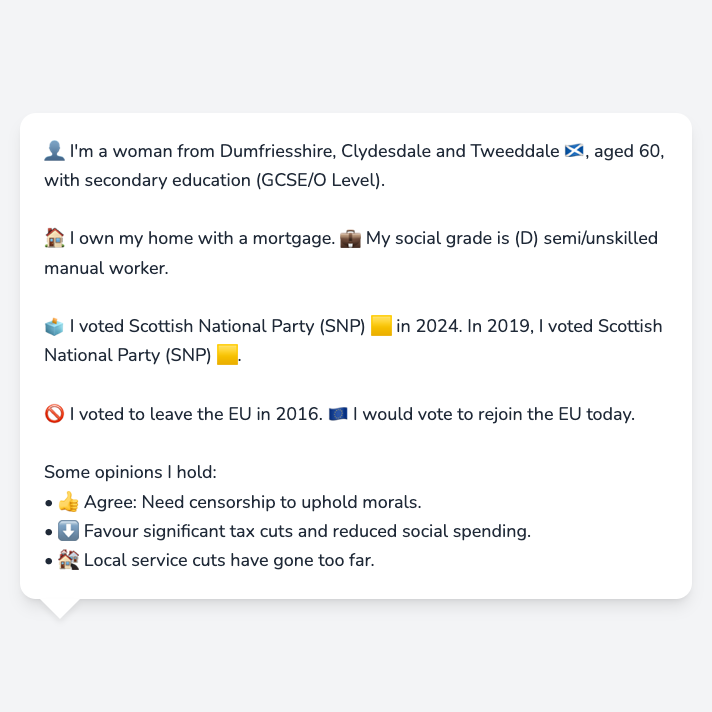 👤 I'm a woman from Dumfriesshire, Clydesdale and Tweeddale 🏴󠁧󠁢󠁳󠁣󠁴󠁿, aged 60,
with secondary education (GCSE/O Level).
🏠 I own my home with a mortgage. 💼 My social grade is (D) semi/unskilled
manual worker.
🗳️ I voted Scottish National Party (SNP) 🟨 in 2024. In 2019, I voted Scottish
National Party (SNP) 🟨.
🚫 I voted to leave the EU in 2016. 🇪🇺 I would vote to rejoin the EU today.
Some opinions I hold:
• 👍 Agree: Need censorship to uphold morals.
• ⬇️ Favour significant tax cuts and reduced social spending.
• 🏚️ Local service cuts have gone too far.